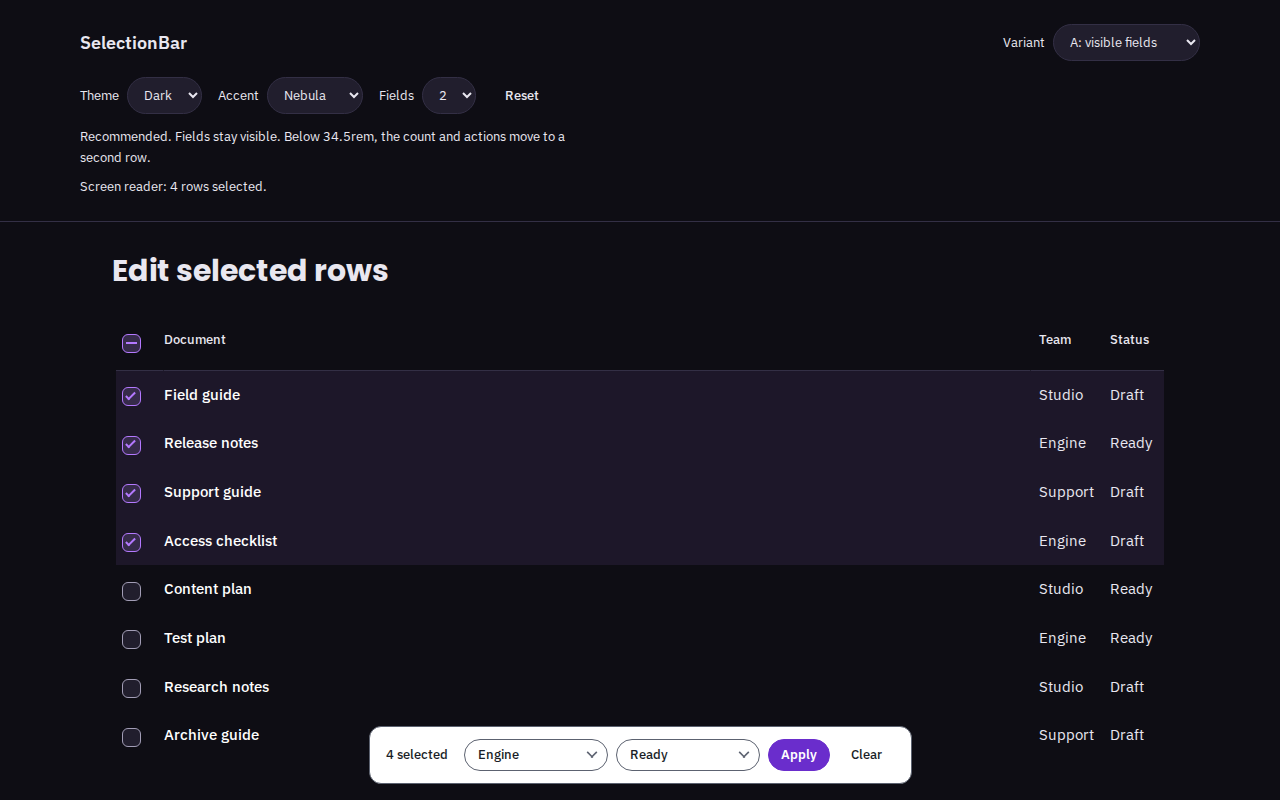 SelectionBar
Variant A: visible fields
Theme Dark Accent Nebula Fields 2 Reset
Recommended. Fields stay visible. Below 34.5rem, the count and actions move to a
second row.
Screen reader: 4 rows selected.
Edit selected rows
Document Team Status
Field guide Studio Draft
Release notes Engine Ready
Support guide Support Draft
Access checklist Engine Draft
Content plan Studio Ready
Test plan Engine Ready
Research notes Studio Draft
Archive guide Support Draft
4 selected Engine Ready Apply Clear